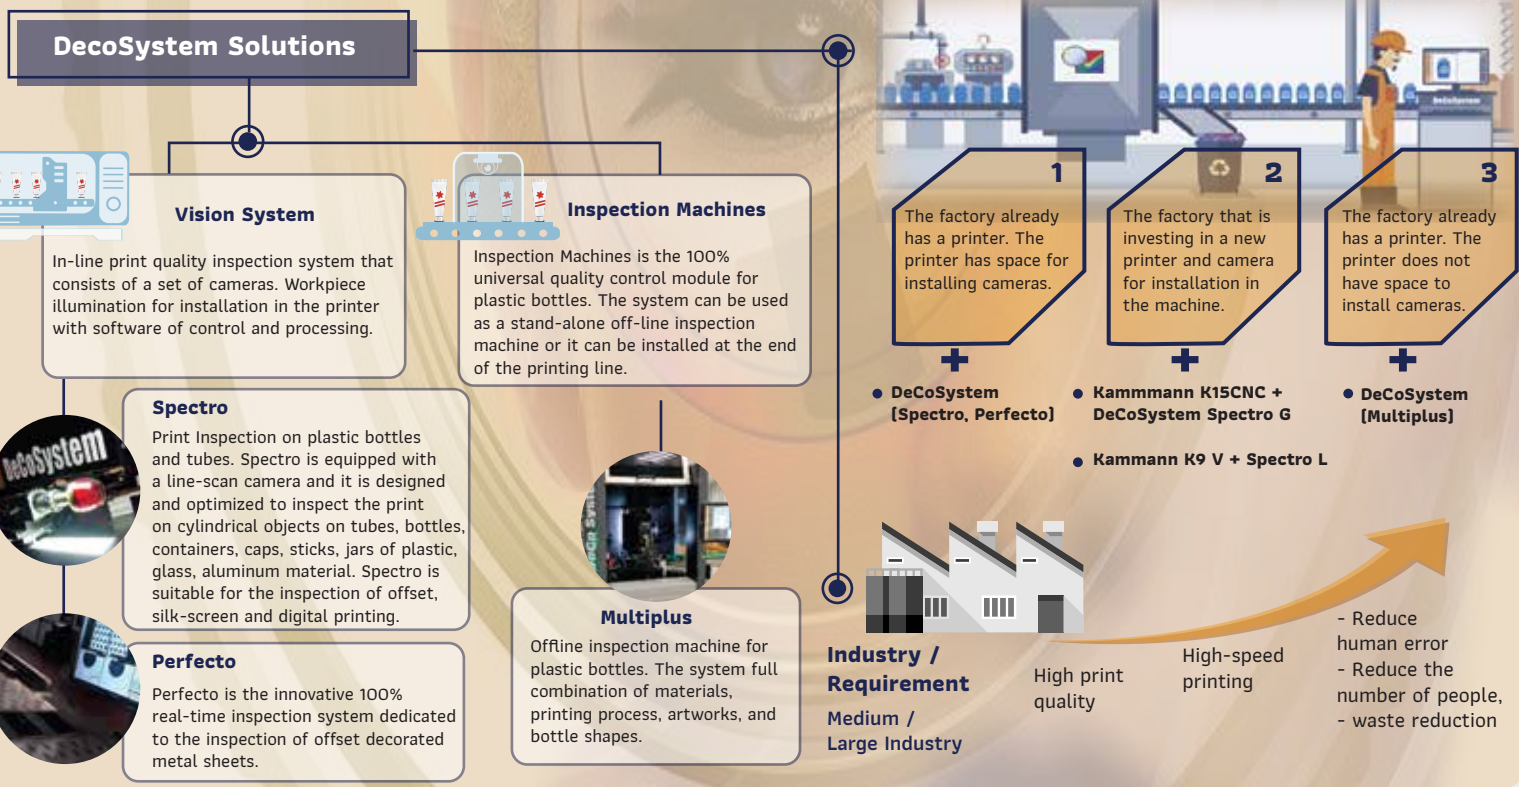 DecoSystem Solutions
Vision System
In-line print quality inspection system that
consists of a set of cameras. Workpiece
illumination for installation in the printer
with software of control and processing.
Inspection Machines
Inspection Machines is the 100%
universal quality control module for
plastic bottles. The system can be used
as a stand-alone off-line inspection
machine or it can be installed at the end
of the printing line.
DeCoSystem
Spectro
Print Inspection on plastic bottles
and tubes. Spectro is equipped with
a line-scan camera and it is designed
and optimized to inspect the print
on cylindrical objects on tubes, bottles,
containers, caps, sticks, jars of plastic,
glass, aluminum material. Spectro is
suitable for the inspection of offset,
silk-screen and digital printing.
Perfecto
Perfecto is the innovative 100%
real-time inspection system dedicated
to the inspection of offset decorated
metal sheets.
Multiplus
Offline inspection machine for
plastic bottles. The system full
combination of materials,
printing process, artworks, and
bottle shapes.
DeCoSystem
1
The factory already
has a printer. The
printer has space for
installing cameras.
DeCoSystem
(Spectro, Perfecto)
2
The factory that is
investing in a new
printer and camera
for installation in
the machine.
Kammmann K15CNC +
DeCoSystem Spectro G
Kammann K9 V + Spectro L
3
The factory already
has a printer. The
printer does not
have space to
install cameras.
DeCoSystem
(Multiplus)
Industry /
Requirement
Medium /
Large Industry
High print
quality
High-speed
printing
- Reduce
human error
- Reduce the
number of people,
- waste reduction